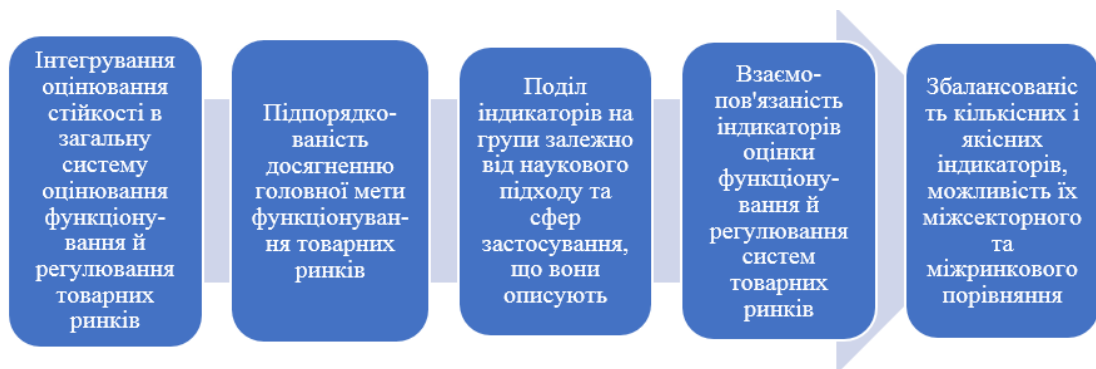 Інтегрування
оцінювання
стійкості в
загальну
систему
оцінювання
функціону-
вання й
регулювання
товарних
ринків
Підпорядко-
ваність
досягненню
головної мети
функціонуван-
ня товарних
ринків
Поділ
індикаторів на
групи залежно
від наукового
підходу та
сфер
застосування,
що вони
описують
Взаємо-
пов'язаність
індикаторів
оцінки
функціону-
вання й
регулювання
систем
товарних
ринків
Збалансованіс
ть кількісних і
якісних
індикаторів,
можливість їх
міжсекторного
та
міжринкового
порівняння